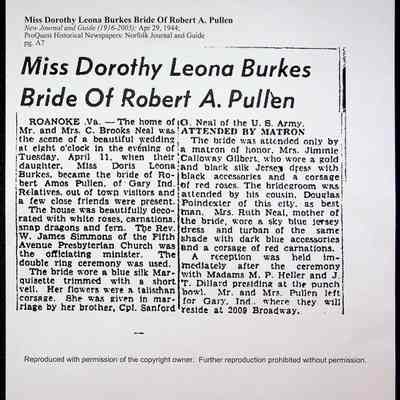 Miss Dorothy Leona Burkes Bride Of Robert A. Pullen
New Journal and Guide (1916-2003); Apr 29, 1944;
ProQuest Historical Newspapers: Norfolk Journal and Guide
pg. A7
Miss Dorothy Leona Burkes
Bride Of Robert A. Pullen
ROANOKE Va. — The home of
Mr. and Mrs. C. Brooks Neal was
the scene of a beautiful wedding
at eight o'clock in the evening of
Tuesday, April 11, when their
daughter, Miss Doris Leona
Burkes, became the bride of Ro-
bert Amos Pullen, of Gary Ind.
Relatives, out of town visitors and
a few close friends were present.
The house was beautifully deco-
rated with white roses, carnations,
snap dragons and fern. The Rev.
W. James Simmons of the Fifth
Avenue Presbyterian Church was
the officiating minister. The
double ring ceremony was used.
The bride wore a blue silk Mar-
quisette trimmed with a short
veil. Her flowers were a talisman
corsage. She was given in mar-
riage by her brother, Cpl. Sanford
G. Neal of the U. S. Army.
ATTENDED BY MATRON
The bride was attended only by
a matron of honor, Mrs. Jimmie
Calloway Gilbert, who wore a gold
and black silk Jersey dress with
black accessories and a corsage
of red roses. The bridegroom was
attended by his cousin, Douglas
Poindexter of this city, as best
man. Mrs. Ruth Neal, mother of
the bride, wore a sky blue jersey
dress and turban of the same
shade with dark blue accessories
and a corsage of red carnations.
A reception was held im-
mediately after the ceremony
with Madams M. P. Heller and J.
T. Dillard presiding at the punch
bowl. Mr. and Mrs. Pullen left
for Gary, Ind., where they will
reside at 2009 Broadway.
Reproduced with permission of the copyright owner. Further reproduction prohibited without permission.